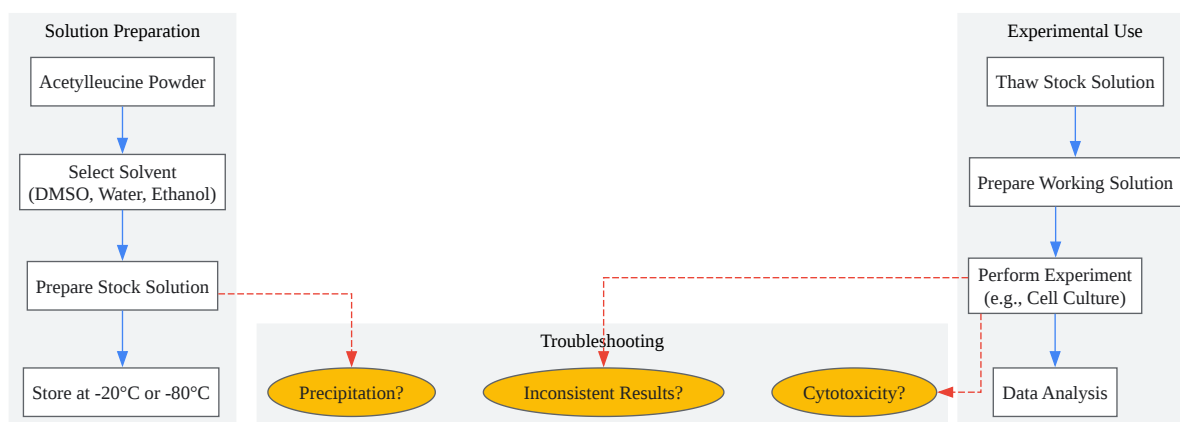 Solution Preparation
Acetylleucine Powder
Select Solvent
(DMSO, Water, Ethanol)
Prepare Stock Solution
Store at -20°C or -80°C
Troubleshooting
Precipitation?
Inconsistent Results?
Cytotoxicity?
Experimental Use
Thaw Stock Solution
Prepare Working Solution
Perform Experiment
(e.g., Cell Culture)
Data Analysis